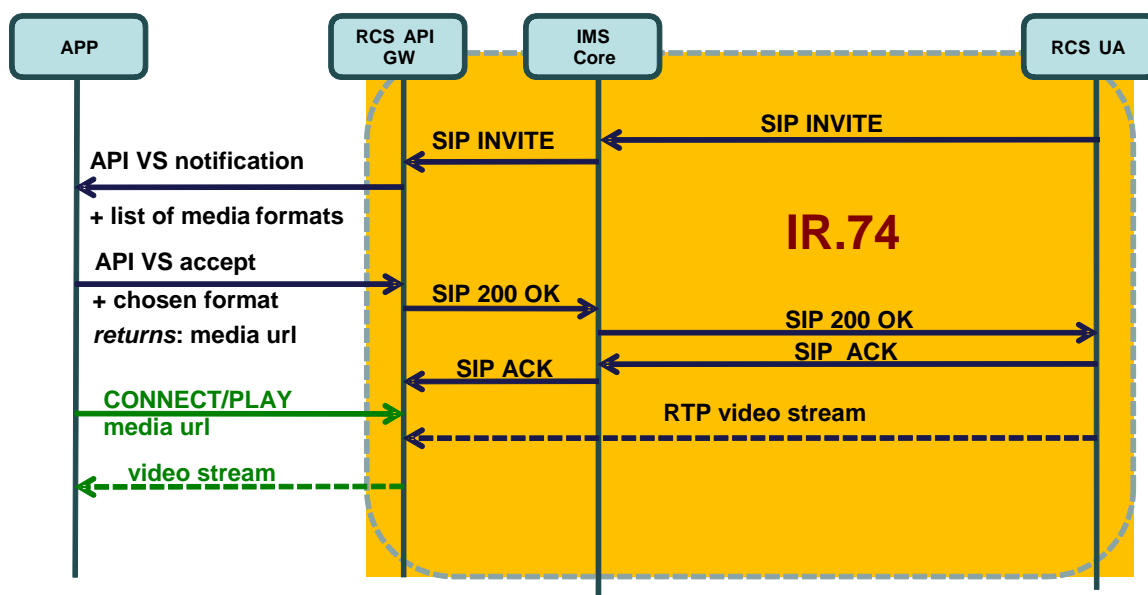 APP
RCS API
GW
IMS
Core
RCS UA
SIP INVITE
SIP INVITE
API VS notification
+ list of media formats
IR.74
API VS accept
+ chosen format
returns: media url
SIP 200 OK
SIP 200 OK
SIP ACK
SIP ACK
CONNECT/PLAY
media url
RTP video stream
video stream